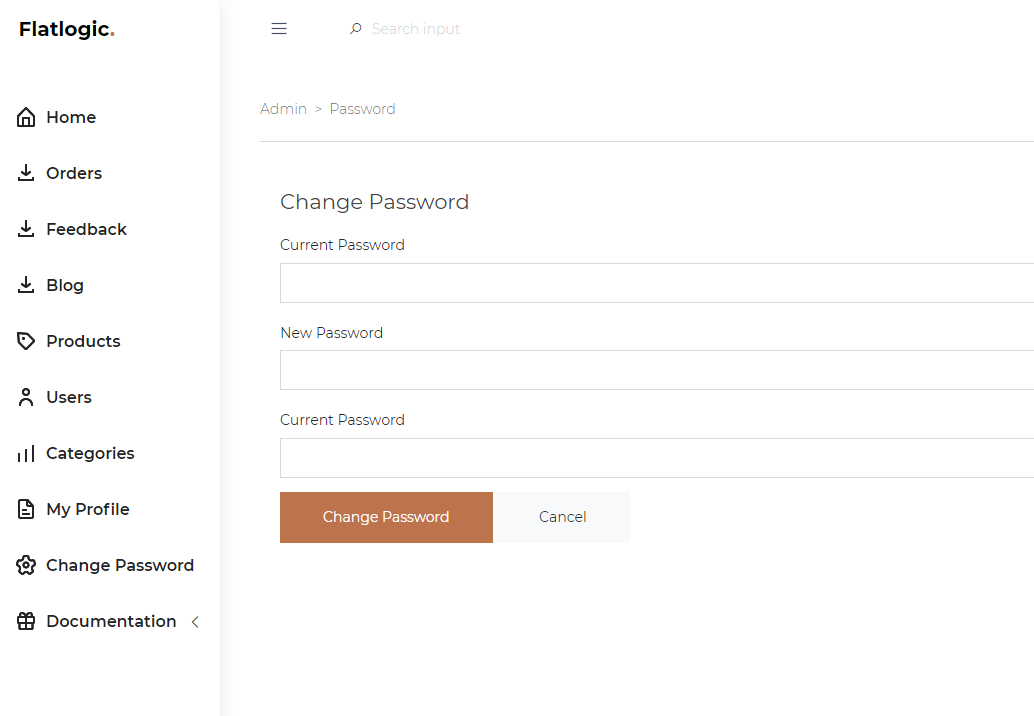 Flatlogic.
Search input
Home
Orders
Feedback
Blog
Products
Users
Categories
My Profile
Change Password
Documentation
Admin > Password
Change Password
Current Password
New Password
Current Password
Change Password
Cancel